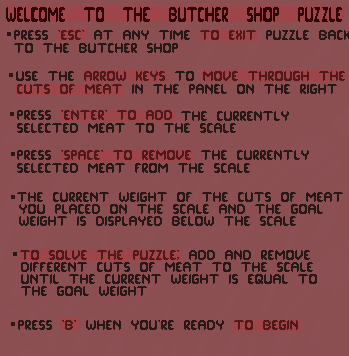 WELCOME TO THE BUTCHER SHOP PUZZLE
▪PRESS 'ESC' AT ANY TIME TO EXIT PUZZLE BACK
TO THE BUTCHER SHOP
▪USE THE ARROW KEYS TO MOVE THROUGH THE
CUTS OF MEAT IN THE PANEL ON THE RIGHT
▪PRESS 'ENTER' TO ADD THE CURRENTLY
SELECTED MEAT TO THE SCALE
▪PRESS 'SPACE' TO REMOVE THE CURRENTLY
SELECTED MEAT FROM THE SCALE
▪THE CURRENT WEIGHT OF THE CUTS OF MEAT
YOU PLACED ON THE SCALE AND THE GOAL
WEIGHT IS DISPLAYED BELOW THE SCALE
▪TO SOLVE THE PUZZLE: ADD AND REMOVE
DIFFERENT CUTS OF MEAT TO THE SCALE
UNTIL THE CURRENT WEIGHT IS EQUAL TO
THE GOAL WEIGHT
▪PRESS 'B' WHEN YOU'RE READY TO BEGIN